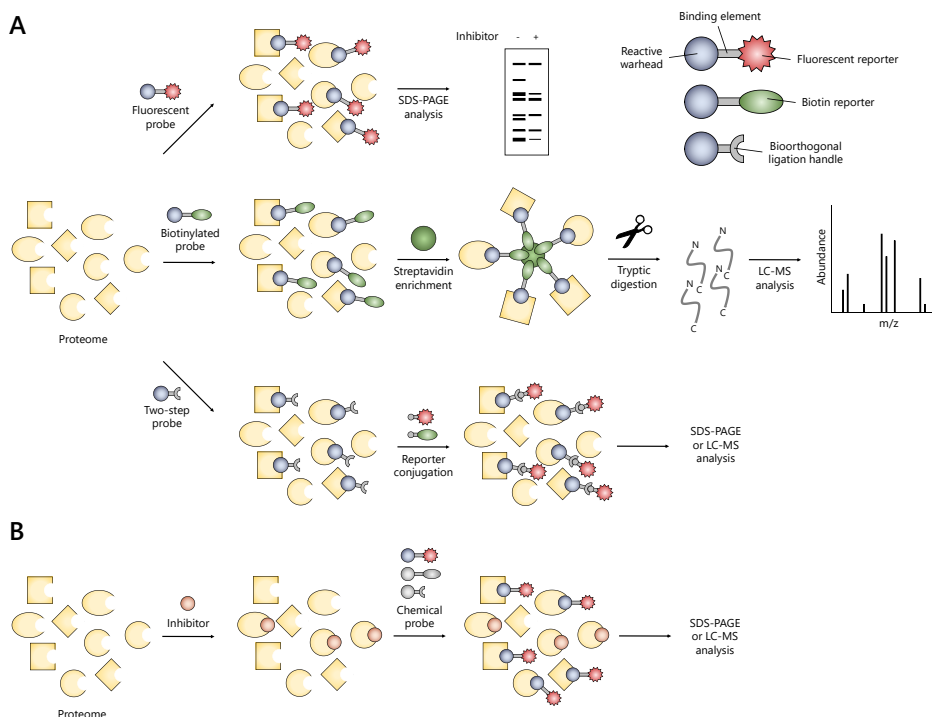 A
Fluorescent
probe
SDS-PAGE
analysis
Inhibitor
- +
Binding element
Reactive
warhead
Fluorescent reporter
Biotin reporter
Bioorthogonal
ligation handle
Proteome
Biotinylated
probe
Streptavidin
enrichment
Tryptic
digestion
N
N
N C
N C
C
C
LC-MS
analysis
Abundance
m/z
Two-step
probe
Reporter
conjugation
SDS-PAGE
or LC-MS
analysis
B
Proteome
Inhibitor
Chemical
probe
SDS-PAGE
or LC-MS
analysis